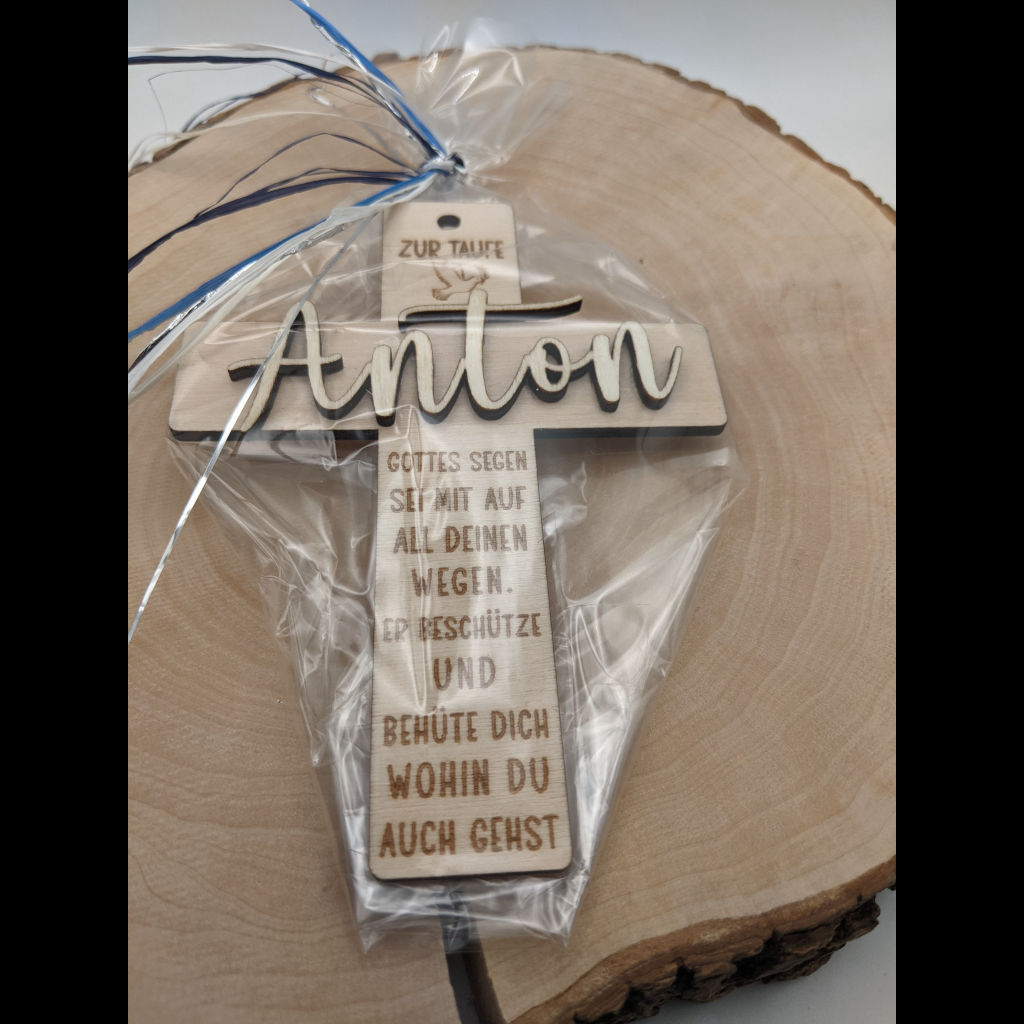 ZUR TAUFE
Anton
GOTTES SEGEN
SEI MIT AUF
ALL DEINEN
WEGEN.
ER BESCHÜTZE
UND
BEHÜTE DICH
WOHIN DU
AUCH GEHST